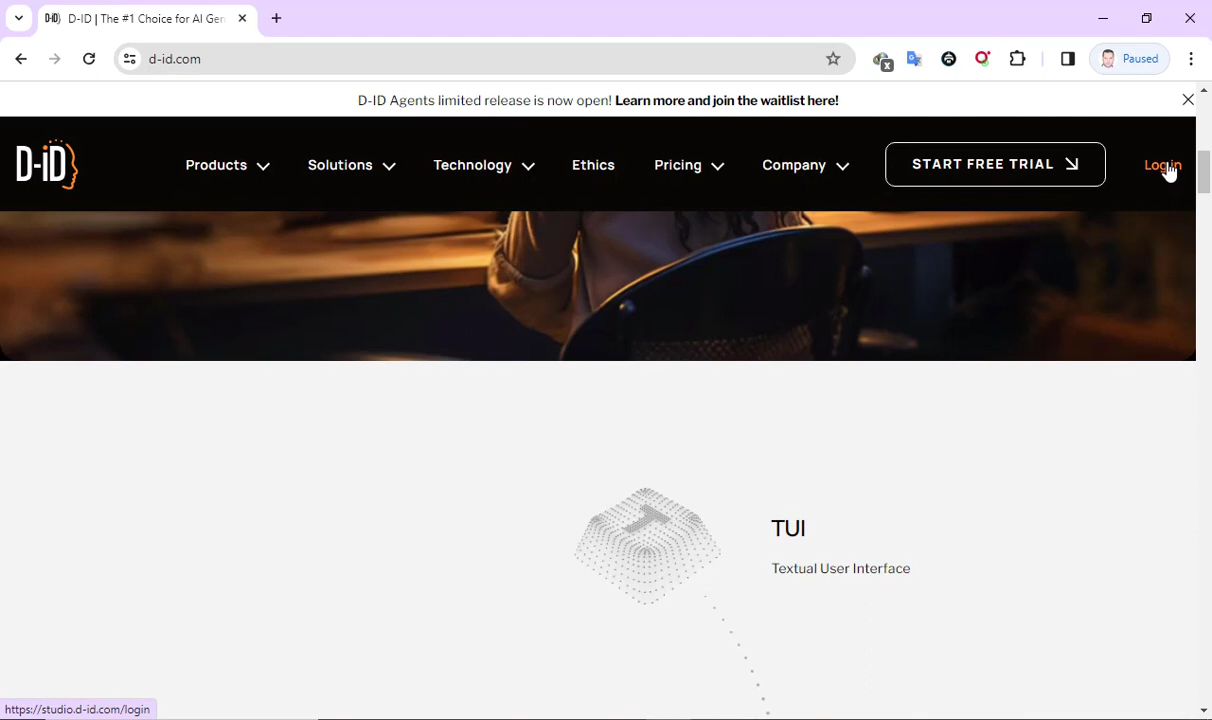 D-ID | The #1 Choice for AI Gen
d-id.com
x
Paused
D-ID Agents limited release is now open! Learn more and join the waitlist here!
D-iD
Products
Solutions
Technology
Ethics
Pricing
Company
START FREE TRIAL
Login
T
TUI
Textual User Interface
https://studio.d-id.com/login